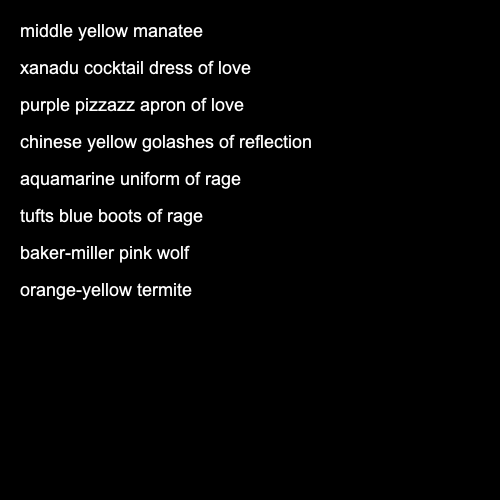 middle yellow manatee
xanadu cocktail dress of love
purple pizzazz apron of love
chinese yellow golashes of reflection
aquamarine uniform of rage
tufts blue boots of rage
baker-miller pink wolf
orange-yellow termite